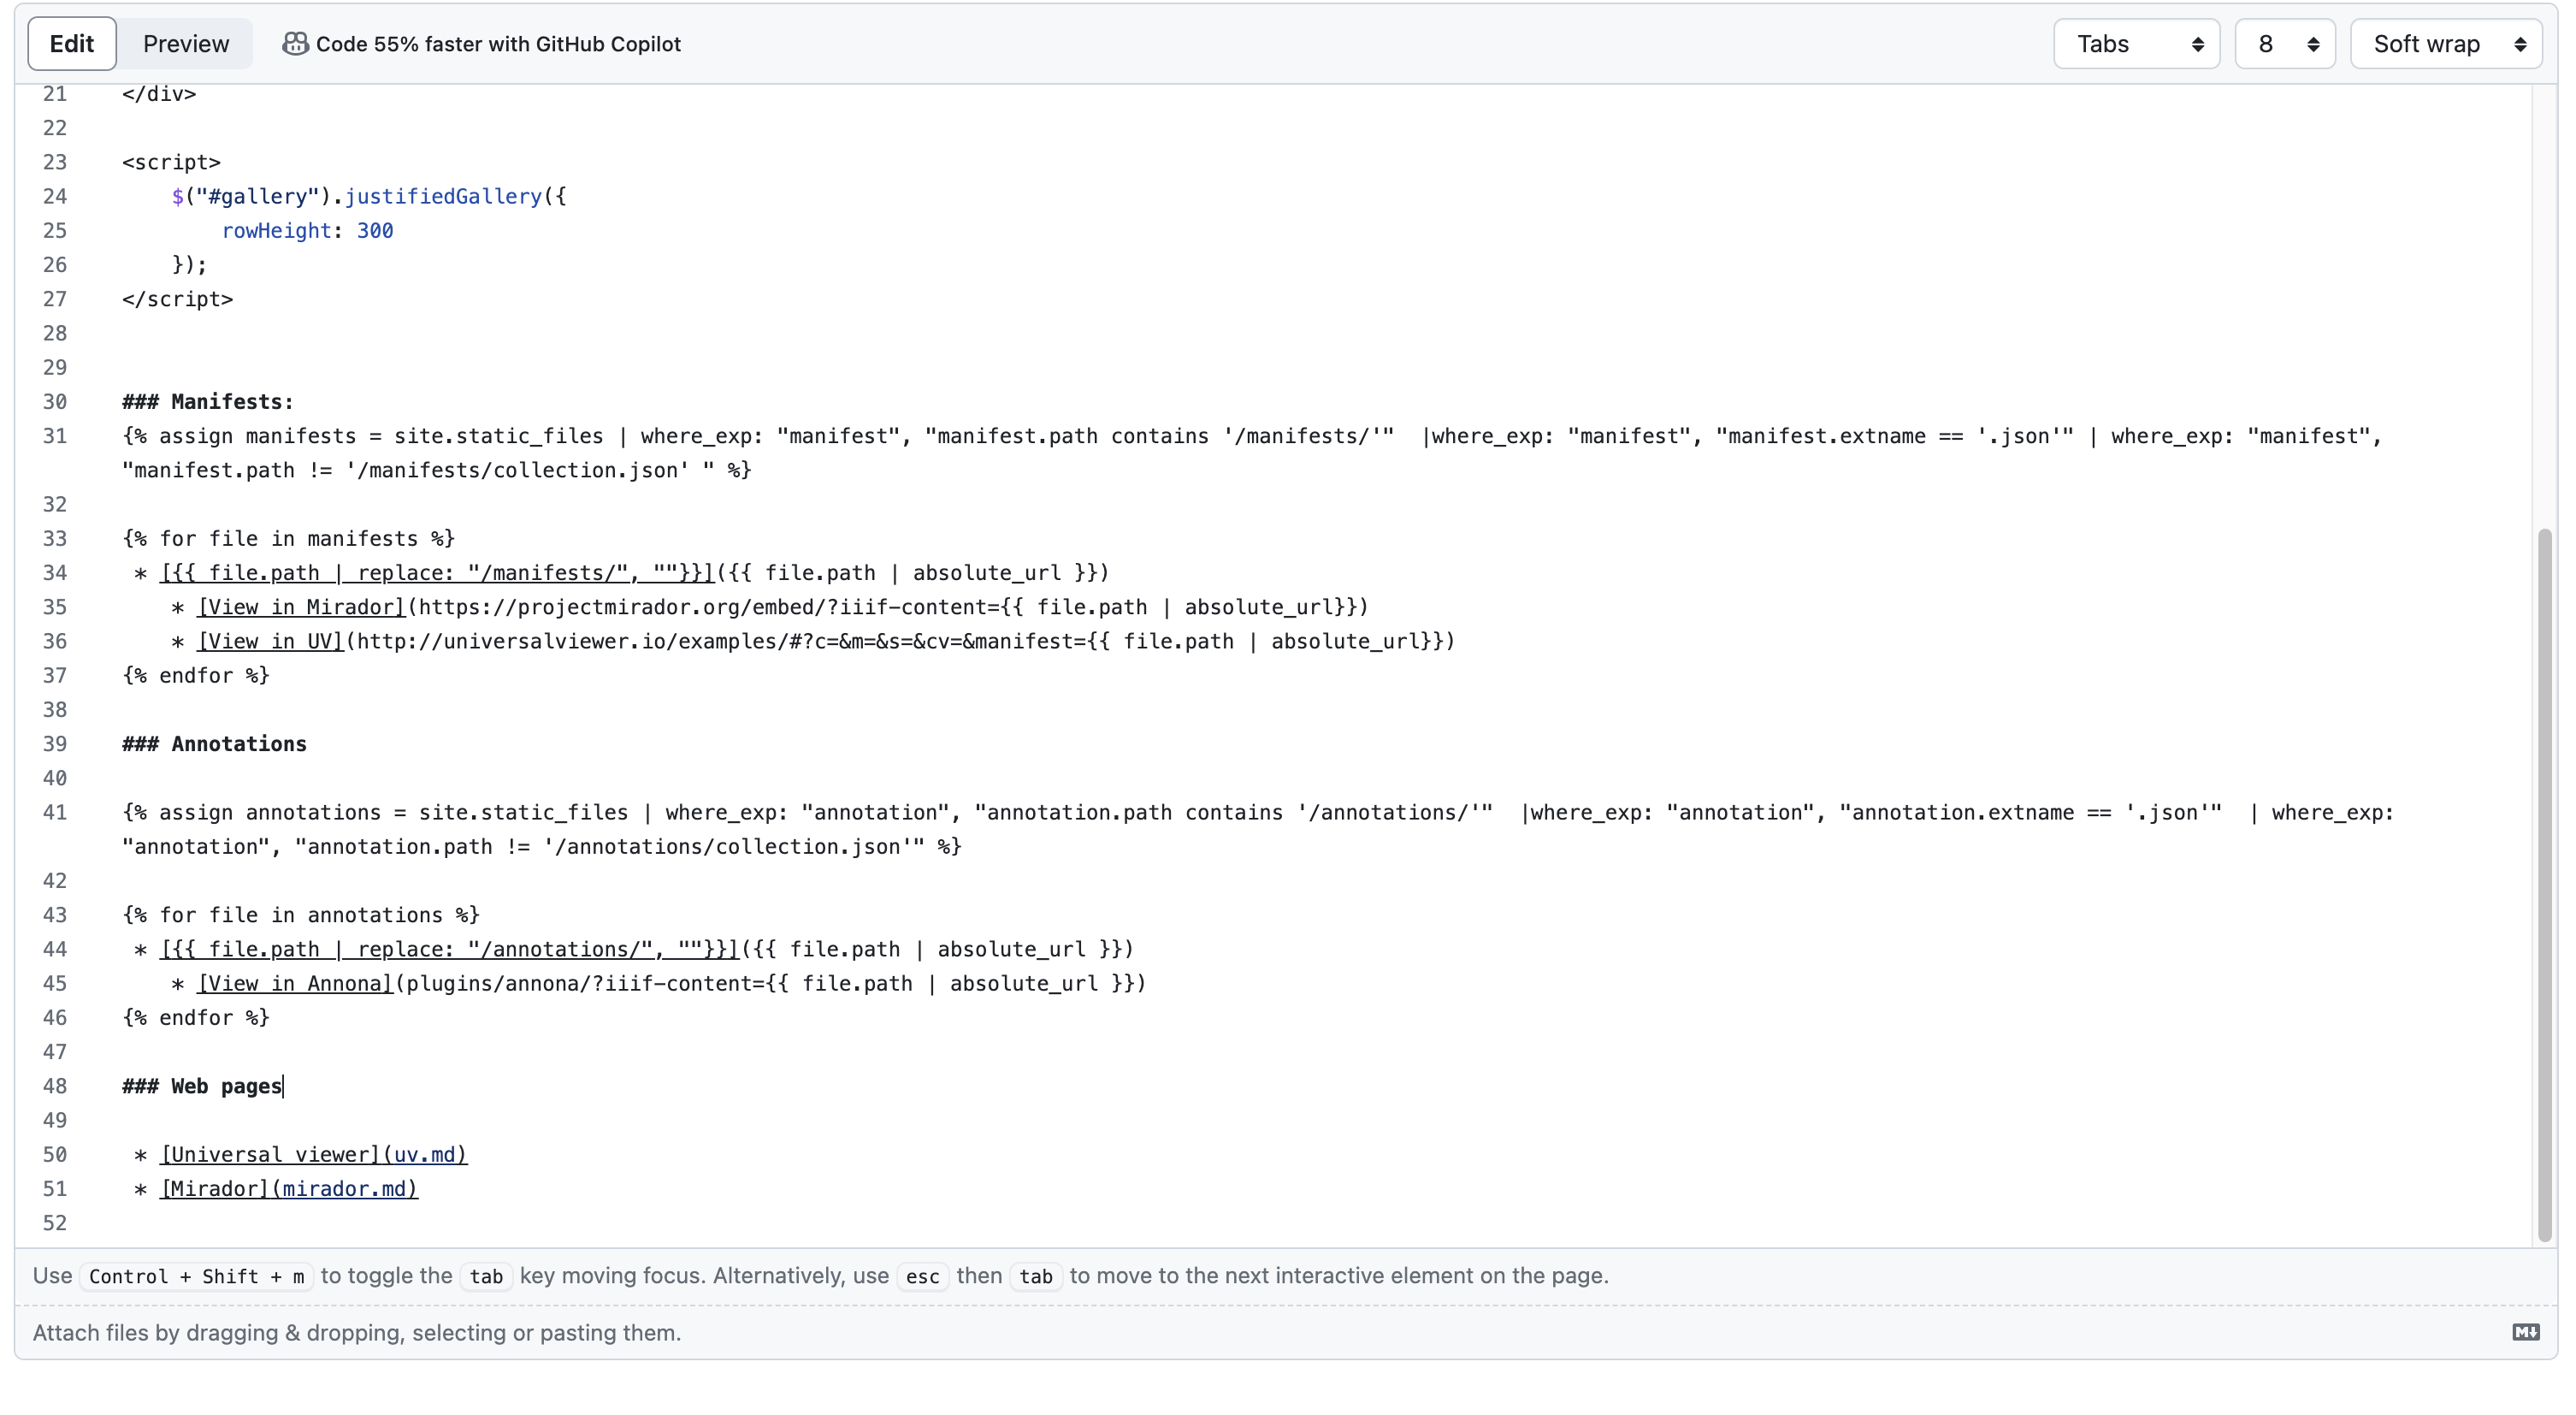 Edit Preview Code 55% faster with GitHub Copilot Tabs 8 Soft wrap
21 </div>
22
23 <script>
24     $("#gallery").justifiedGallery({
25         rowHeight: 300
26     });
27 </script>
28
29
30 ### Manifests:
31 {% assign manifests = site.static_files | where_exp: "manifest", "manifest.path contains '/manifests/'"  |where_exp: "manifest", "manifest.extname == '.json'" | where_exp: "manifest",
"manifest.path != '/manifests/collection.json' " %}
32
33 {% for file in manifests %}
34  * [{{ file.path | replace: "/manifests/", ""}}]({{ file.path | absolute_url }})
35     * [View in Mirador](https://projectmirador.org/embed/?iiif-content={{ file.path | absolute_url}})
36     * [View in UV](http://universalviewer.io/examples/#?c=&m=&s=&cv=&manifest={{ file.path | absolute_url}})
37 {% endfor %}
38
39 ### Annotations
40
41 {% assign annotations = site.static_files | where_exp: "annotation", "annotation.path contains '/annotations/'"  |where_exp: "annotation", "annotation.extname == '.json'"  | where_exp:
"annotation", "annotation.path != '/annotations/collection.json'" %}
42
43 {% for file in annotations %}
44  * [{{ file.path | replace: "/annotations/", ""}}]({{ file.path | absolute_url }})
45     * [View in Annona](plugins/annona/?iiif-content={{ file.path | absolute_url }})
46 {% endfor %}
47
48 ### Web pages
49
50  * [Universal viewer](uv.md)
51  * [Mirador](mirador.md)
52
Use Control + Shift + m to toggle the tab key moving focus. Alternatively, use esc then tab to move to the next interactive element on the page.
Attach files by dragging & dropping, selecting or pasting them. M↓